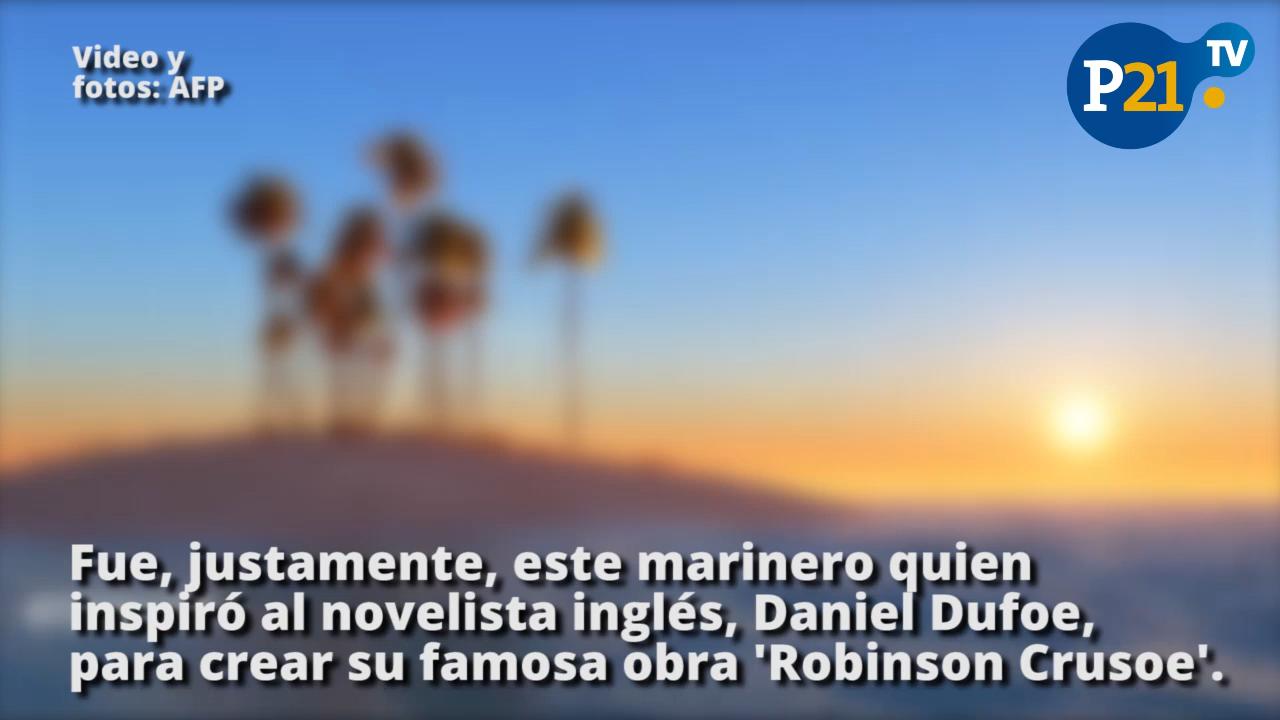 Video y
fotos: AFP
P21
TV
Fue, justamente, este marinero quien
inspiró al novelista inglés, Daniel Dufoe,
para crear su famosa obra 'Robinson Crusoe'.